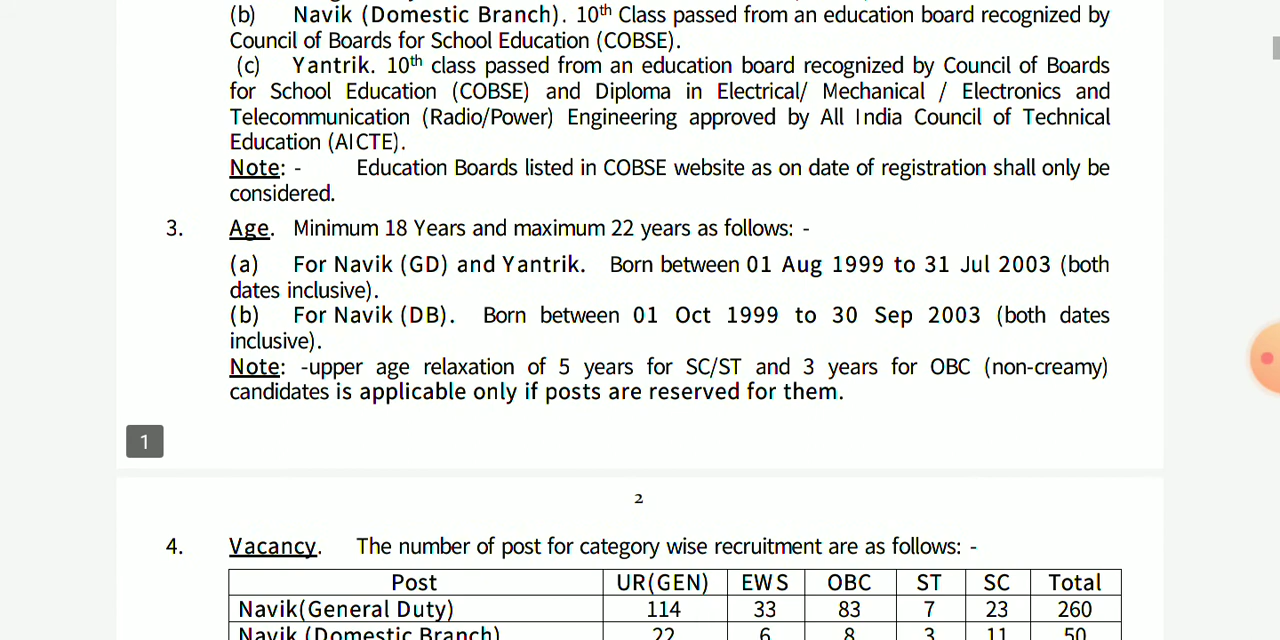 (b) Navik (Domestic Branch). 10th Class passed from an education board recognized by
Council of Boards for School Education (COBSE).
(c) Yantrik. 10th class passed from an education board recognized by Council of Boards
for School Education (COBSE) and Diploma in Electrical/ Mechanical / Electronics and
Telecommunication (Radio/Power) Engineering approved by All India Council of Technical
Education (AICTE).
Note: - Education Boards listed in COBSE website as on date of registration shall only be
considered.
3. Age. Minimum 18 Years and maximum 22 years as follows: -
(a) For Navik (GD) and Yantrik. Born between 01 Aug 1999 to 31 Jul 2003 (both
dates inclusive).
(b) For Navik (DB). Born between 01 Oct 1999 to 30 Sep 2003 (both dates
inclusive).
Note: -upper age relaxation of 5 years for SC/ST and 3 years for OBC (non-creamy)
candidates is applicable only if posts are reserved for them.
1
2
4. Vacancy. The number of post for category wise recruitment are as follows: -
Post UR(GEN) EWS OBC ST SC Total
Navik(General Duty) 114 33 83 7 23 260
Navik (Domestic Branch) 22 6 8 3 11 50